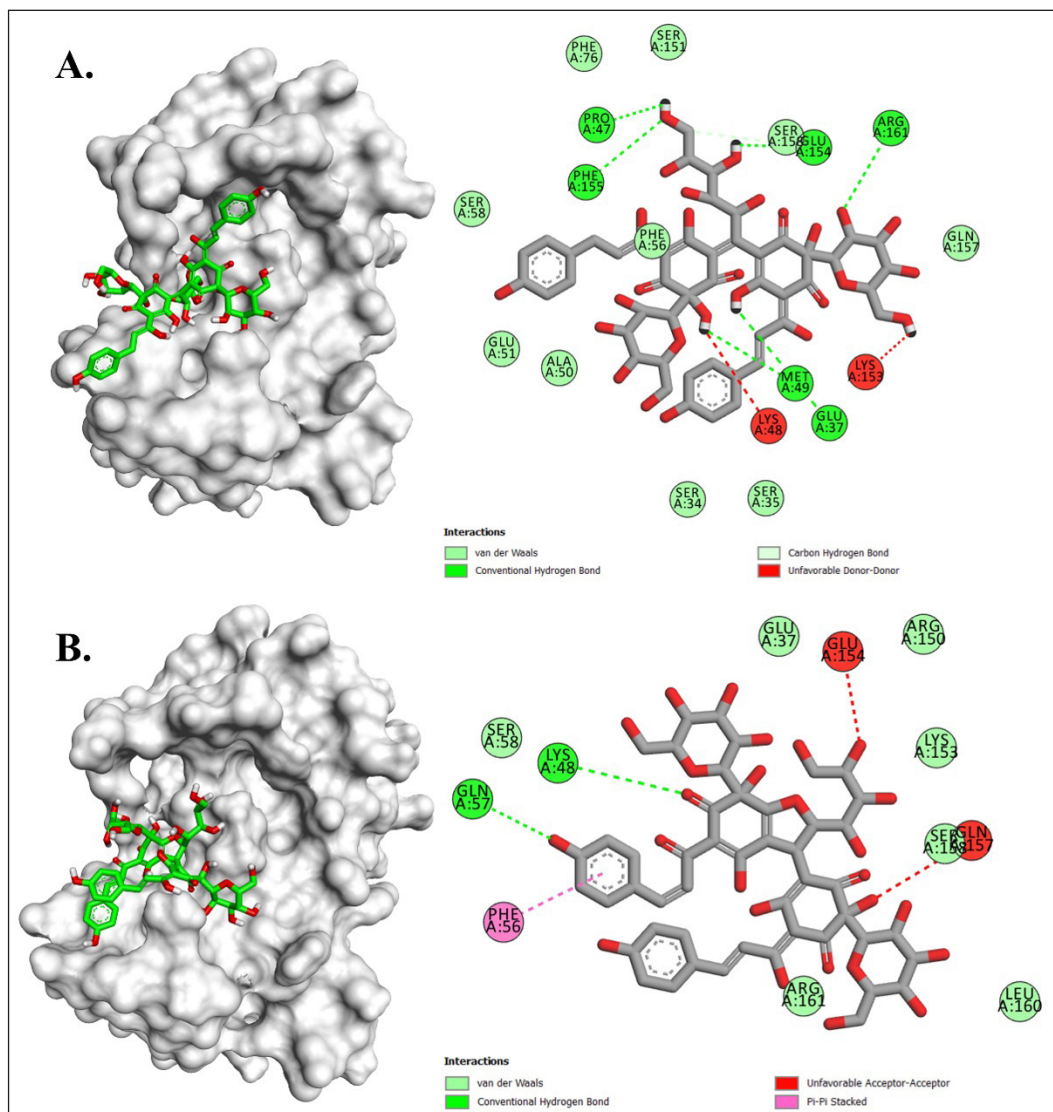 A.
PHE
A:76
SER
A:151
PRO
A:47
SER
A:158
GLU
A:154
ARG
A:161
PHE
A:155
SER
A:58
PHE
A:56
GLN
A:157
GLU
A:51
ALA
A:50
MET
A:49
LYS
A:153
LYS
A:48
GLU
A:37
SER
A:34
SER
A:35
Interactions
van der Waals
Conventional Hydrogen Bond
Carbon Hydrogen Bond
Unfavorable Donor-Donor
B.
GLU
A:37
GLU
A:154
ARG
A:150
SER
A:58
LYS
A:48
LYS
A:153
GLN
A:57
SER
GLN
A:157
PHE
A:56
ARG
A:161
LEU
A:160
Interactions
van der Waals
Conventional Hydrogen Bond
Unfavorable Acceptor-Acceptor
Pi-Pi Stacked